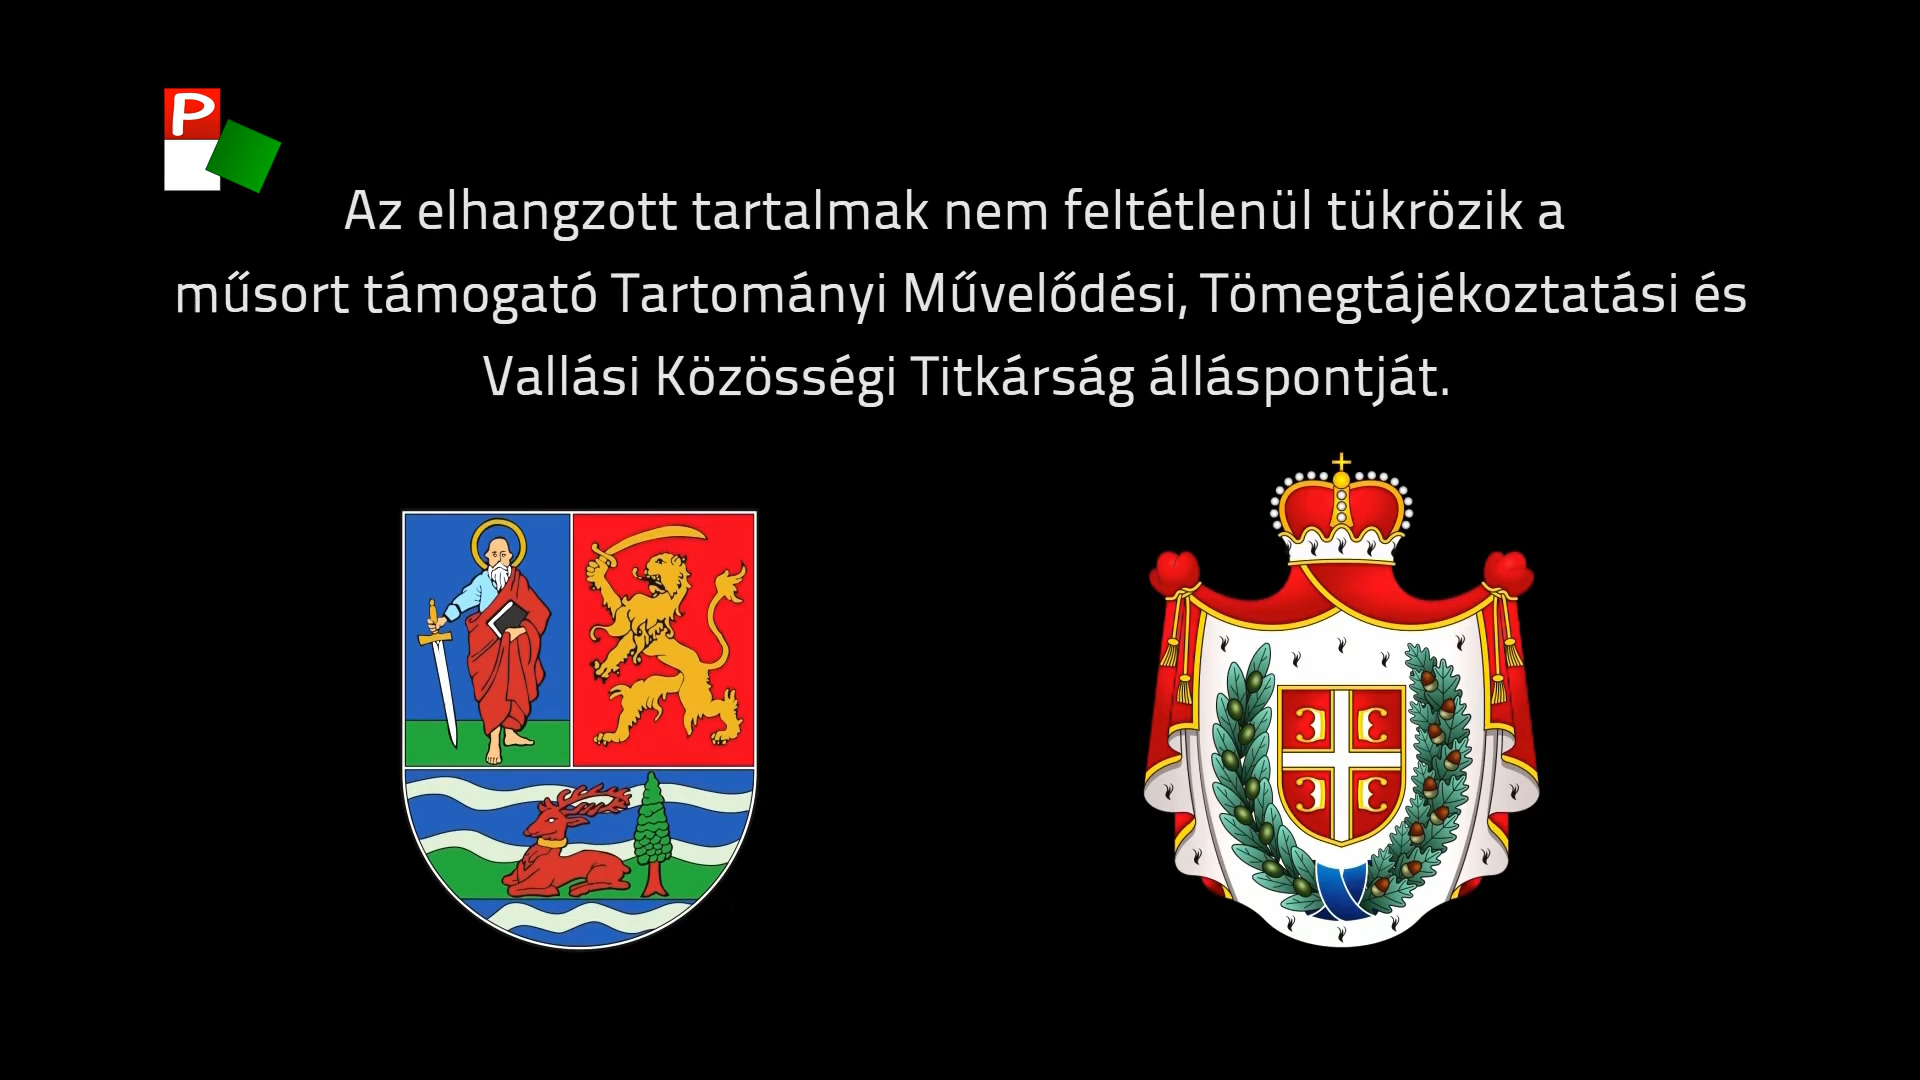 P
Az elhangzott tartalmak nem feltétlenül tükrözik a
műsort támogató Tartományi Művelődési, Tömegtájékoztatási és
Vallási Közösségi Titkárság álláspontját.